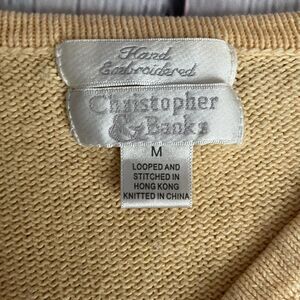 Hand
Embroidered
Christopher
& Banks
M
LOOPED AND
STITCHED IN
HONG KONG
KNITTED IN CHINA